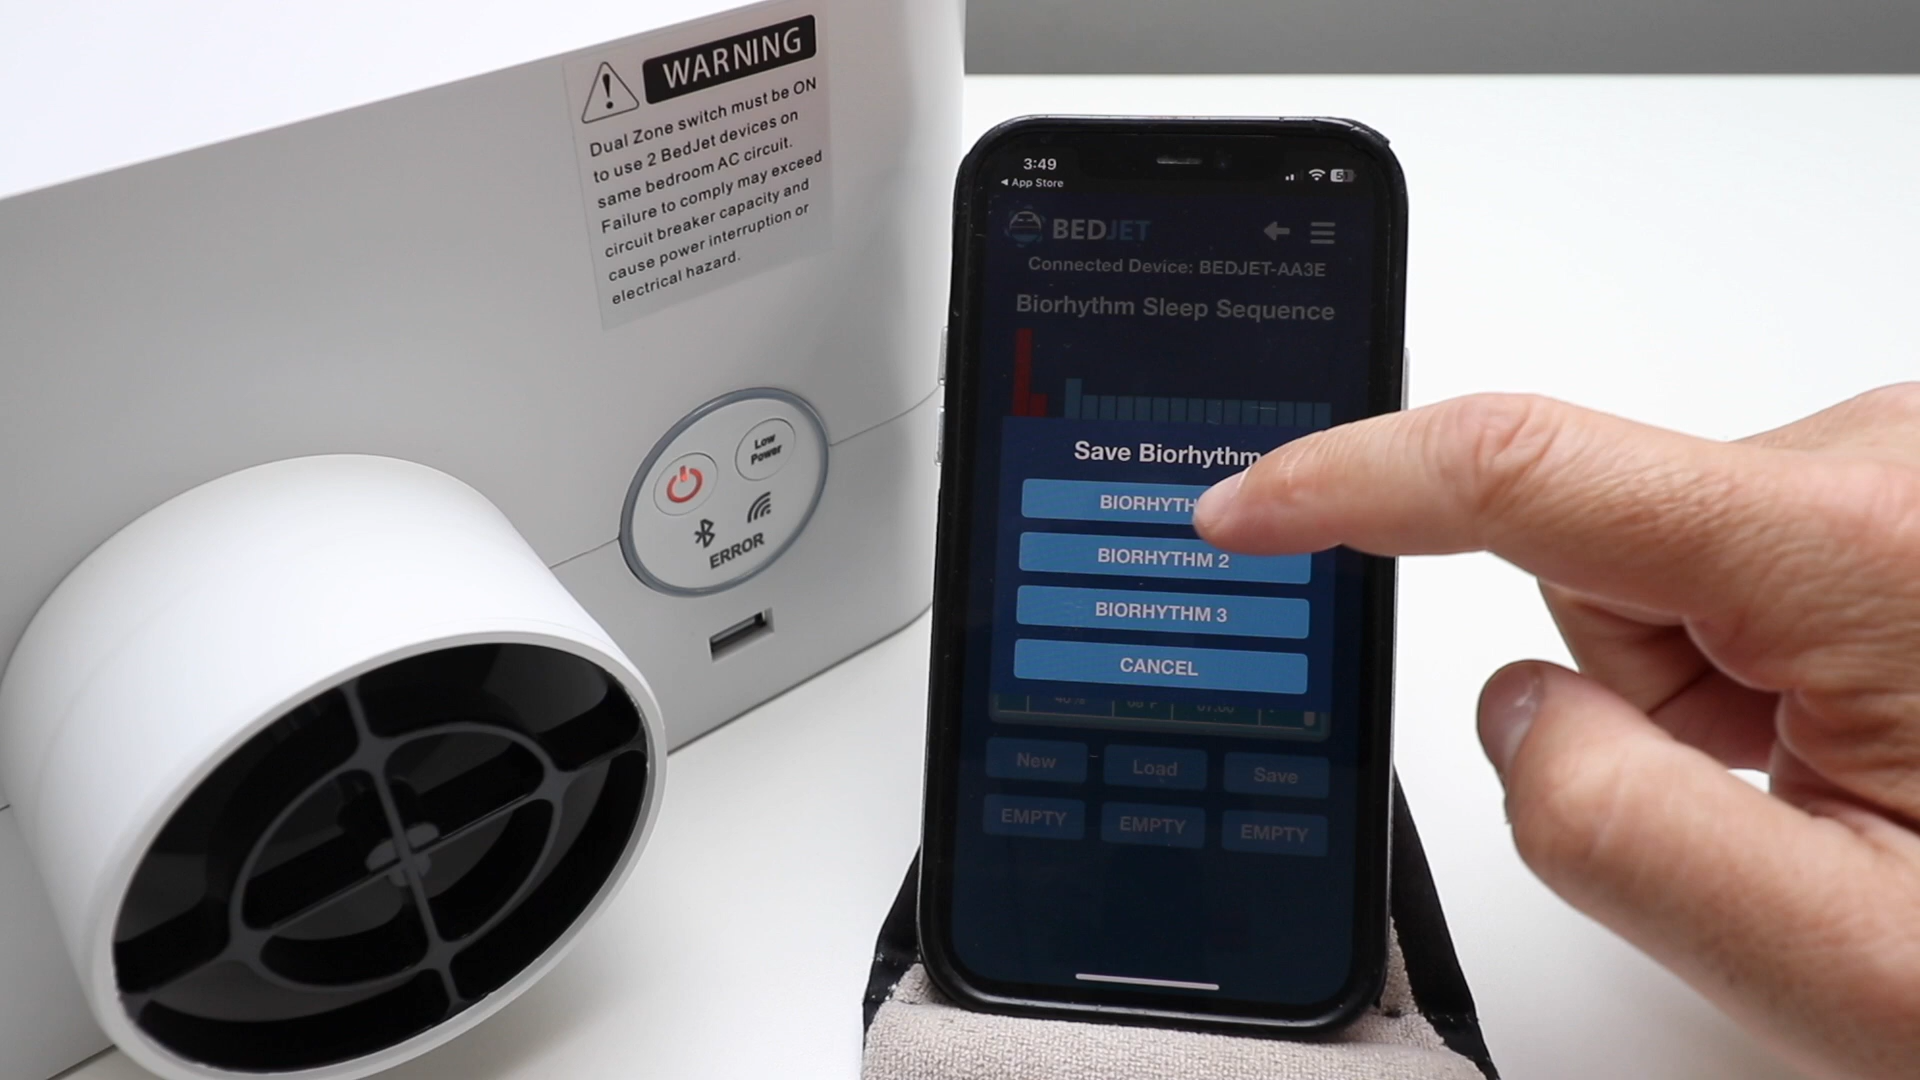 WARNING
Dual Zone switch must be ON
to use 2 BedJet devices on
same bedroom AC circuit.
Failure to comply may exceed
circuit breaker capacity and
cause power interruption or
electrical hazard.
Low
Power
ERROR
3:49
App Store
51
BEDJET
Connected Device: BEDJET-AA3E
Biorhythm Sleep Sequence
Save Biorhythm
BIORHYTH
BIORHYTHM 2
BIORHYTHM 3
CANCEL
New
Load
Save
EMPTY
EMPTY
EMPTY